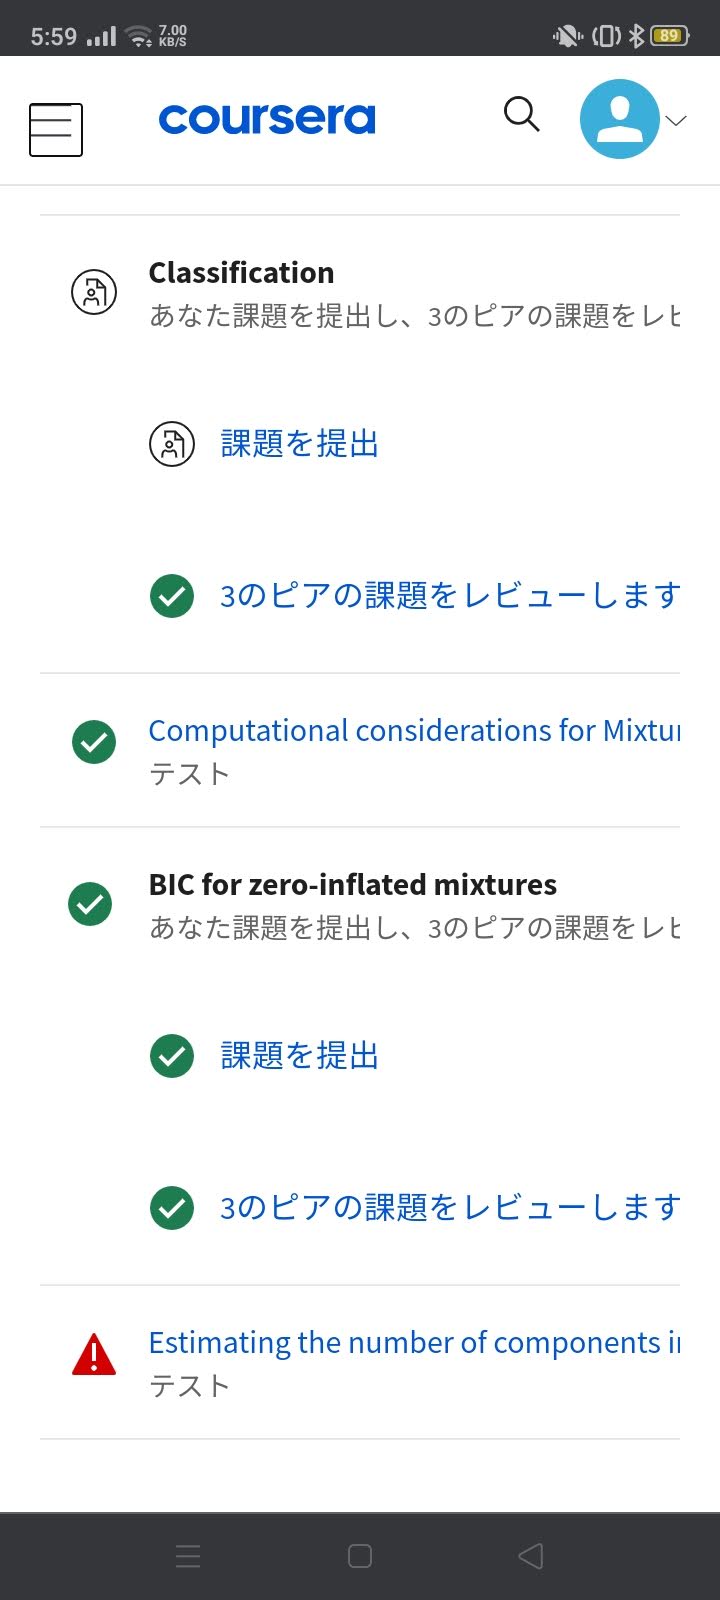 5:59 7.00 KB/S 89
coursera
Classification
あなた課題を提出し、3のピアの課題をレビ
課題を提出
3のピアの課題をレビューします
Computational considerations for Mixtur
テスト
BIC for zero-inflated mixtures
あなた課題を提出し、3のピアの課題をレビ
課題を提出
3のピアの課題をレビューします
Estimating the number of components in
テスト